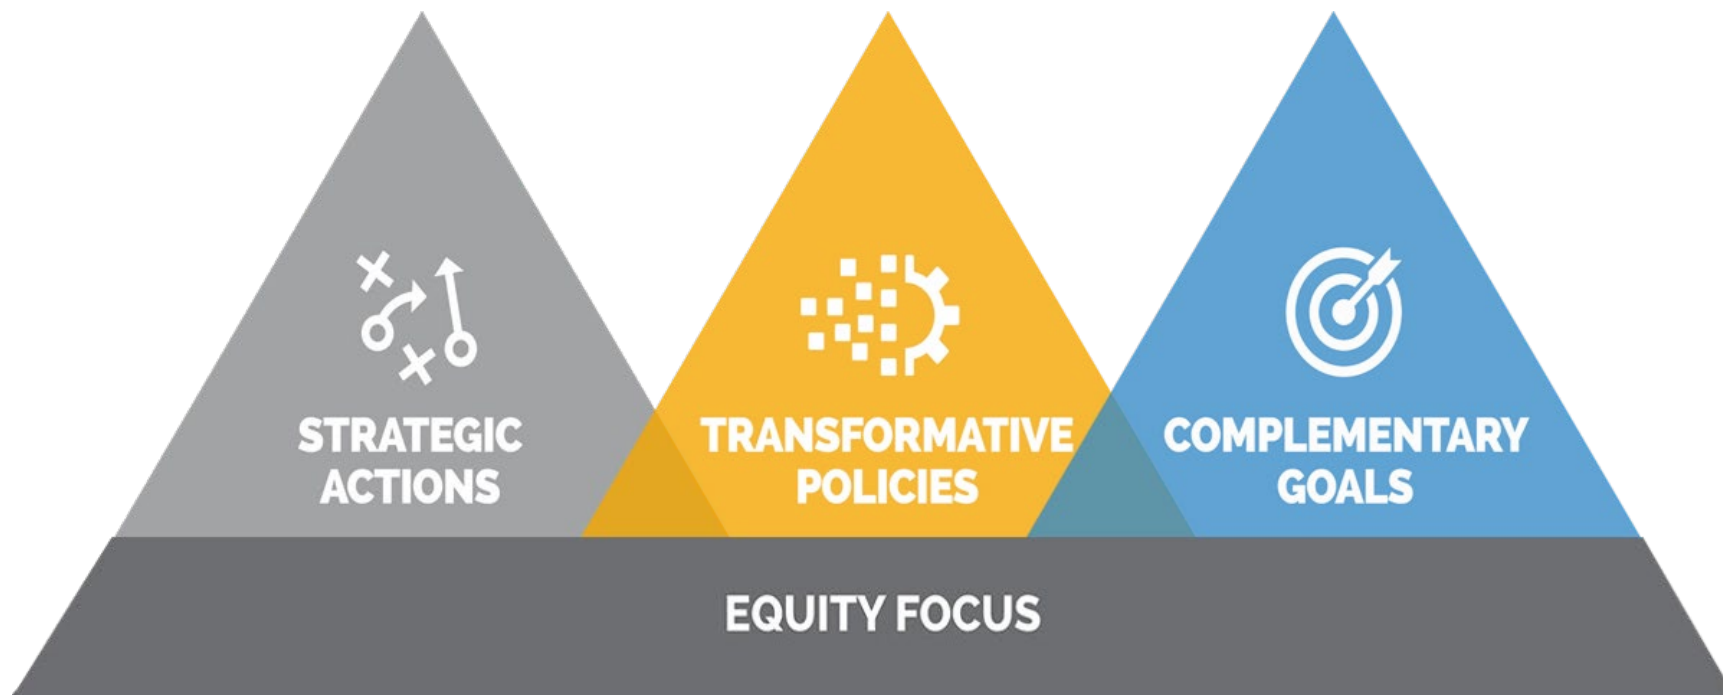 STRATEGIC
ACTIONS
TRANSFORMATIVE
POLICIES
COMPLEMENTARY
GOALS
EQUITY FOCUS